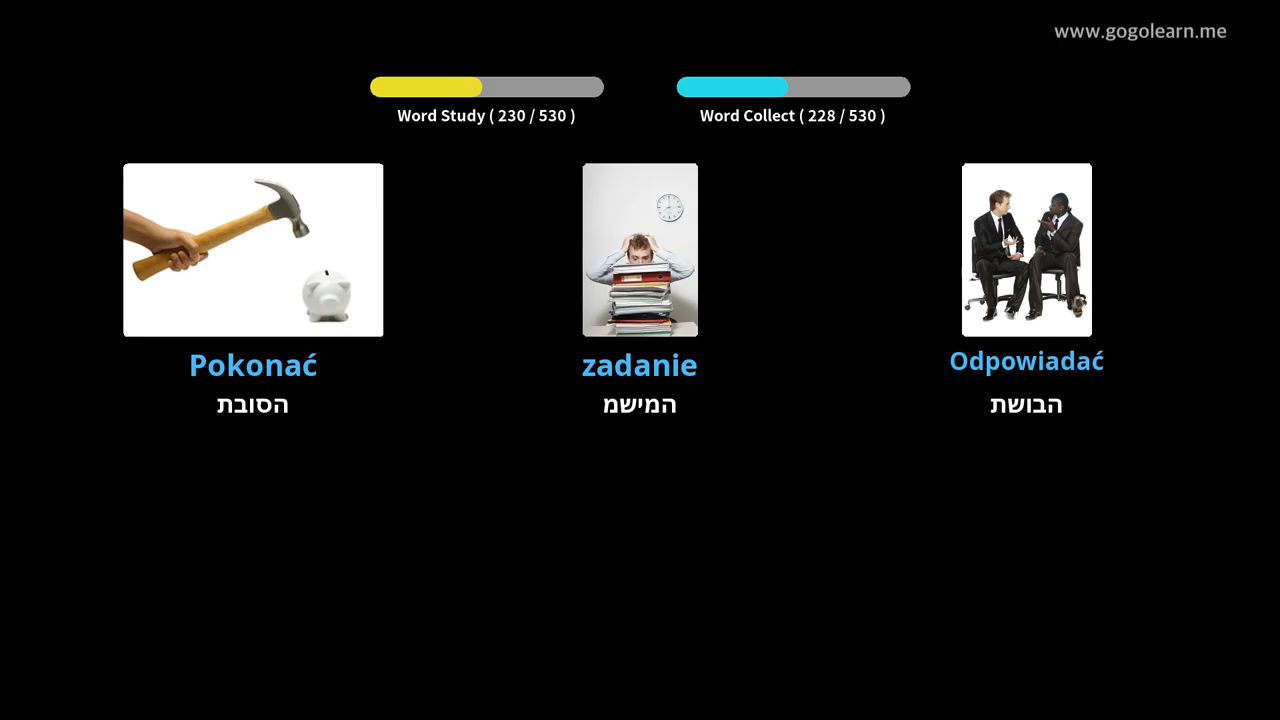 www.gogolearn.me
Word Study ( 230 / 530 )
Word Collect ( 228 / 530 )
Pokonać
zadanie
Odpowiadać
הסובת
המישמ
הבושת